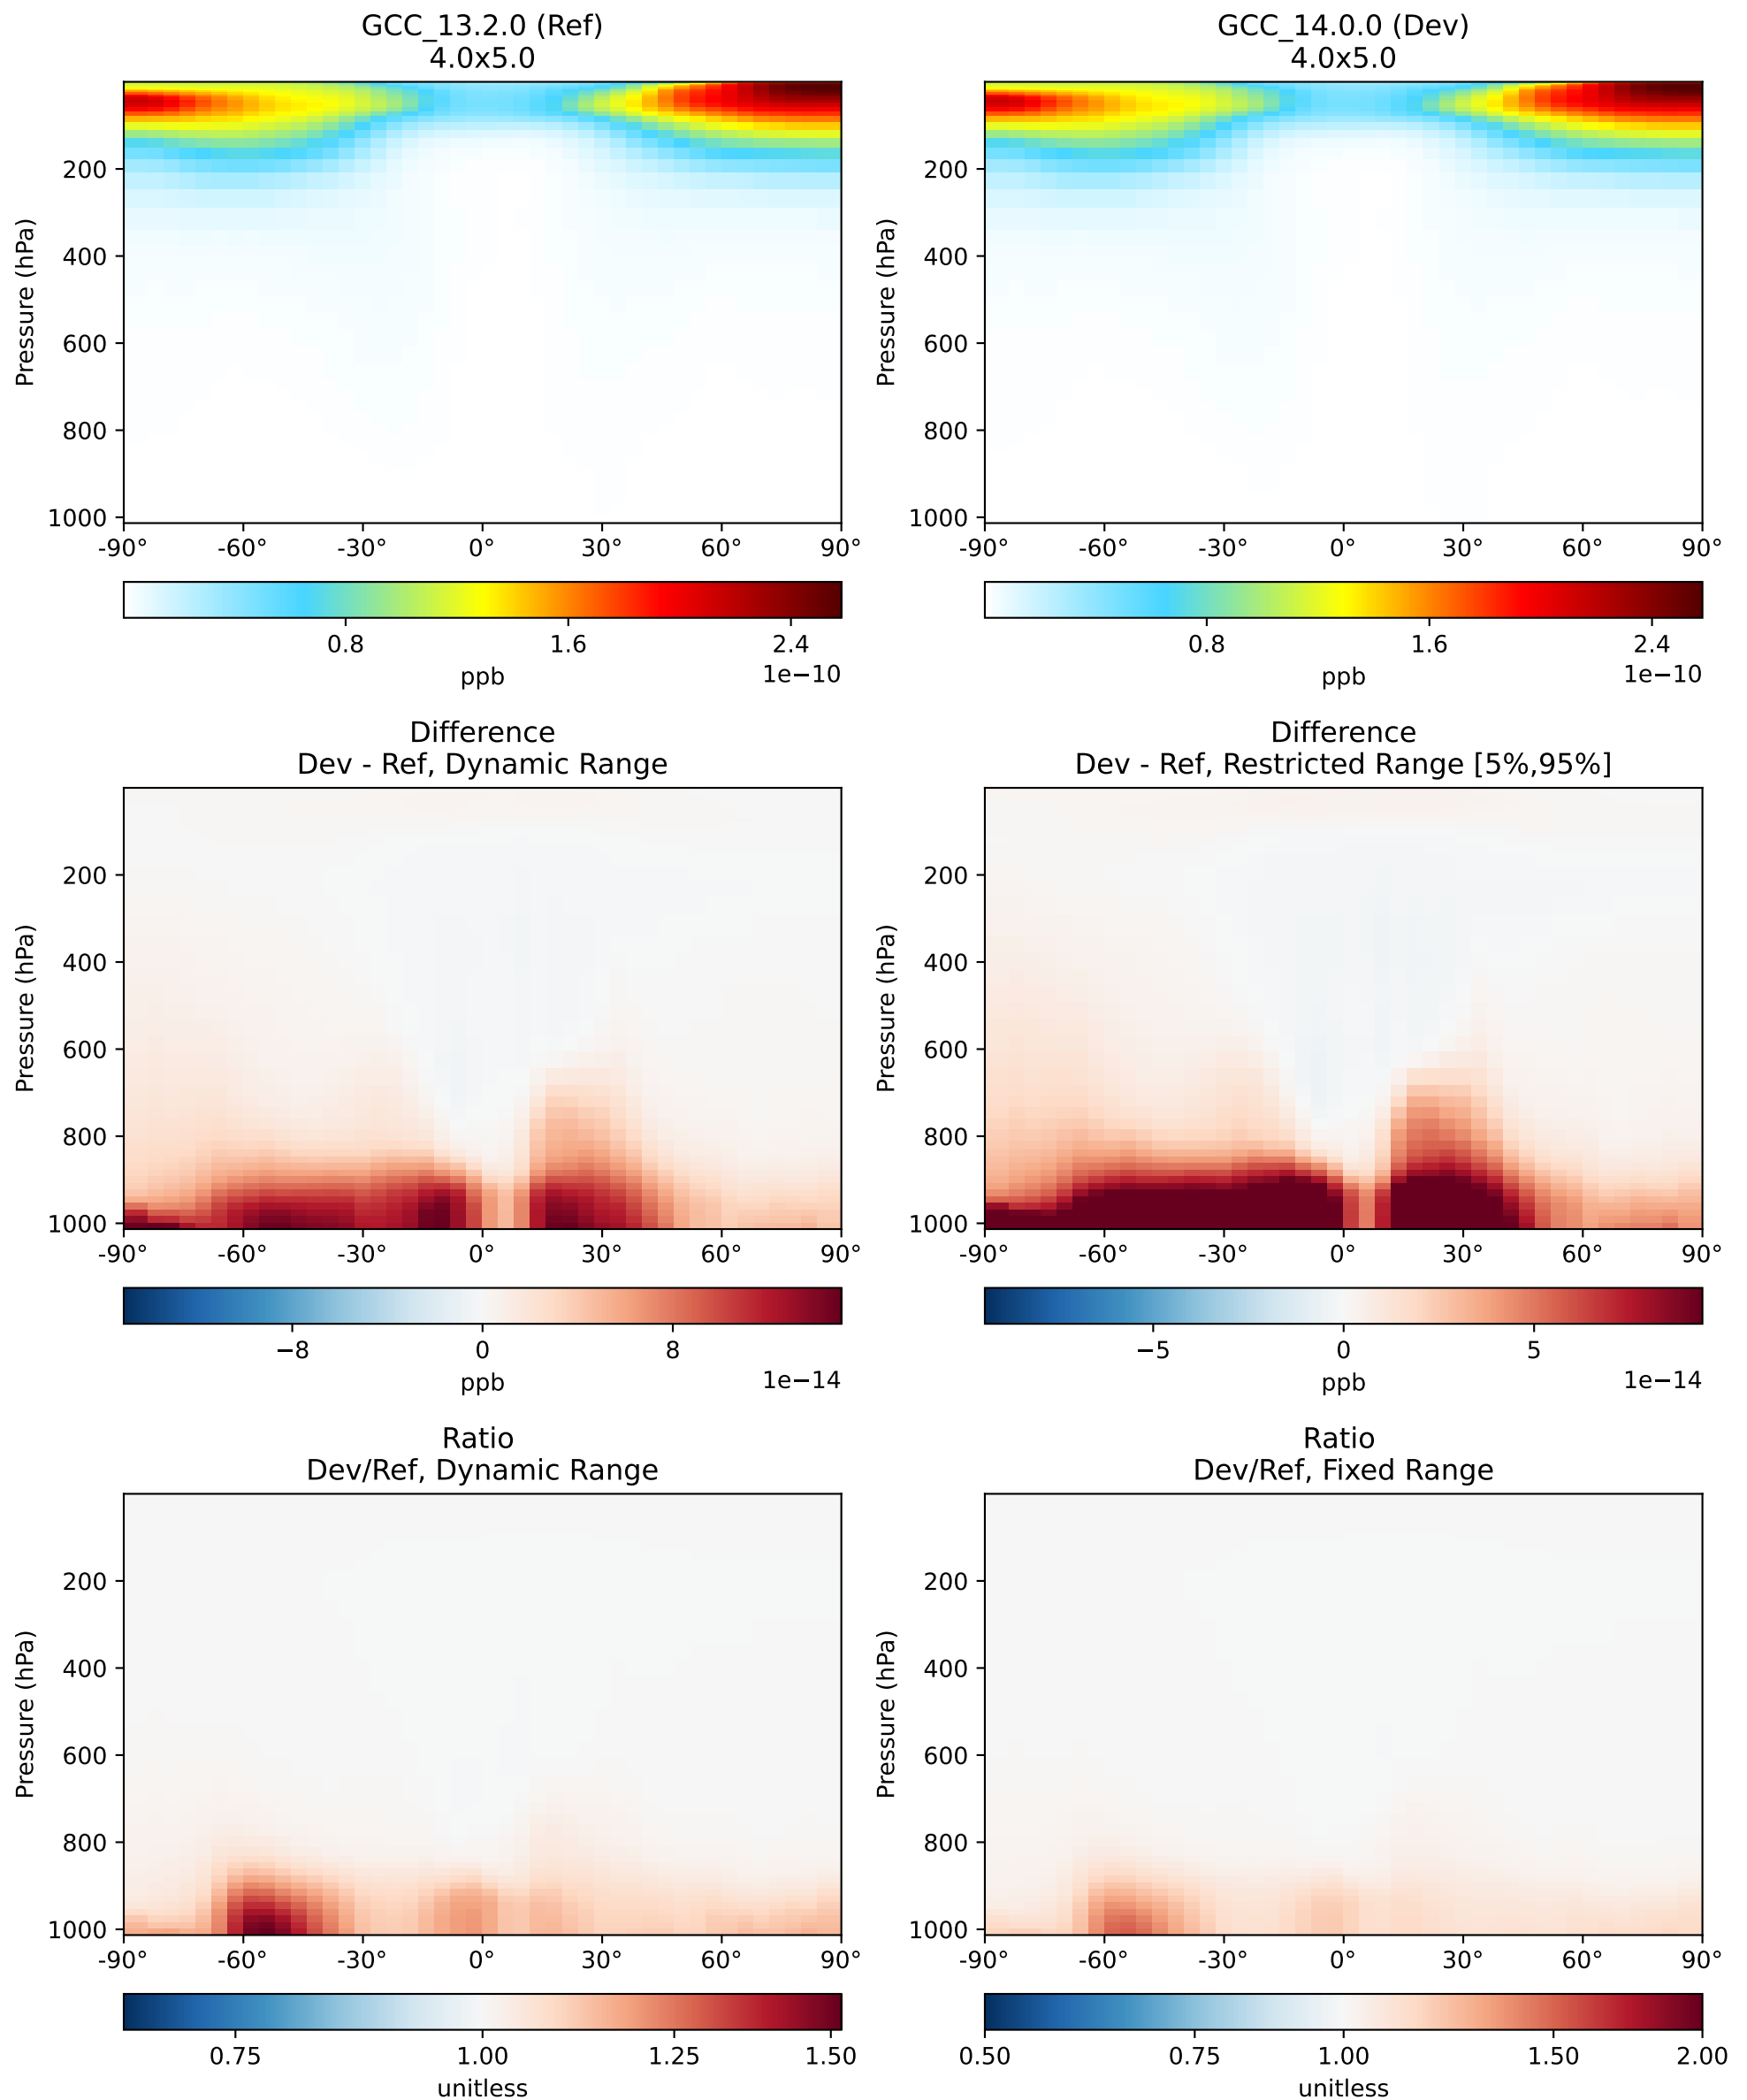 GCC_13.2.0 (Ref)
4.0x5.0
Pressure (hPa)
200
400
600
800
1000
-90° -60° -30° 0° 30° 60° 90°
0.8 1.6 2.4
ppb 1e−10
GCC_14.0.0 (Dev)
4.0x5.0
Pressure (hPa)
200
400
600
800
1000
-90° -60° -30° 0° 30° 60° 90°
0.8 1.6 2.4
ppb 1e−10
Difference
Dev - Ref, Dynamic Range
Pressure (hPa)
200
400
600
800
1000
-90° -60° -30° 0° 30° 60° 90°
−8 0 8
ppb 1e−14
Difference
Dev - Ref, Restricted Range [5%,95%]
Pressure (hPa)
200
400
600
800
1000
-90° -60° -30° 0° 30° 60° 90°
−5 0 5
ppb 1e−14
Ratio
Dev/Ref, Dynamic Range
Pressure (hPa)
200
400
600
800
1000
-90° -60° -30° 0° 30° 60° 90°
0.75 1.00 1.25 1.50
unitless
Ratio
Dev/Ref, Fixed Range
Pressure (hPa)
200
400
600
800
1000
-90° -60° -30° 0° 30° 60° 90°
0.50 0.75 1.00 1.50 2.00
unitless